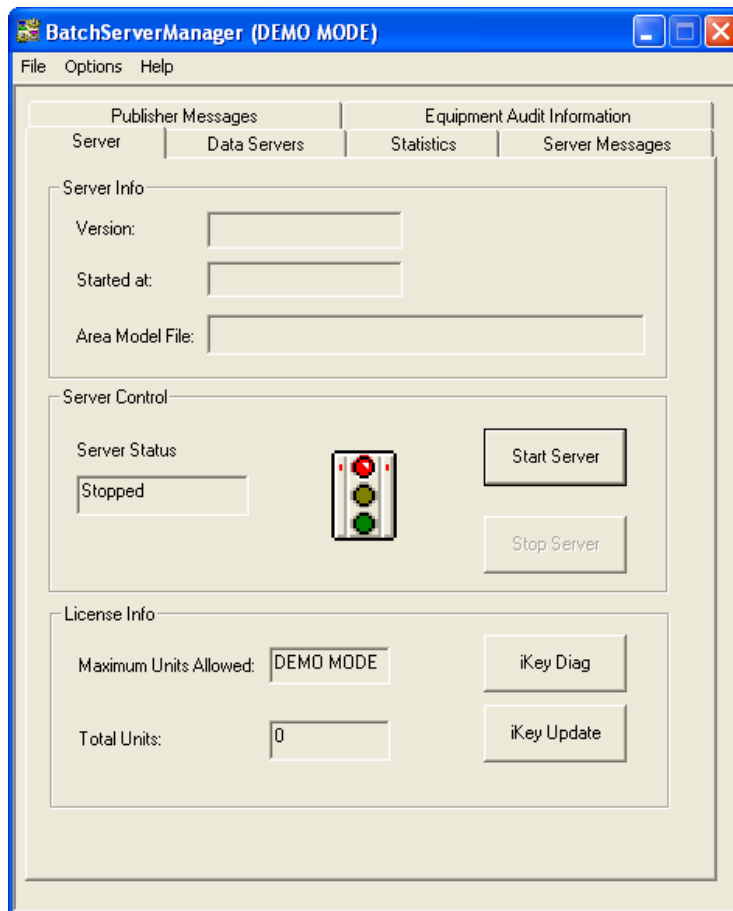 BatchServerManager (DEMO MODE)
File Options Help
Publisher Messages Equipment Audit Information
Server Data Servers Statistics Server Messages
Server Info
Version:
Started at:
Area Model File:
Server Control
Server Status
Stopped
Start Server
Stop Server
License Info
Maximum Units Allowed: DEMO MODE
iKey Diag
Total Units: 0
iKey Update